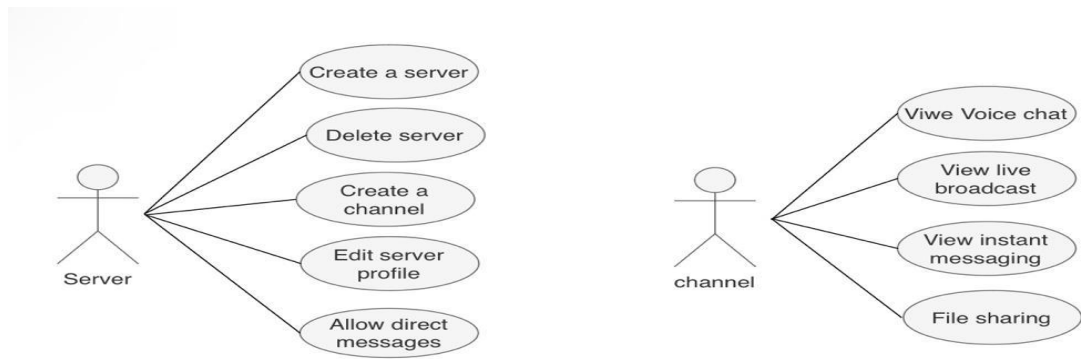 Create a server
Delete server
Create a
channel
Edit server
profile
Allow direct
messages
Server
Viwe Voice chat
View live
broadcast
View instant
messaging
File sharing
channel